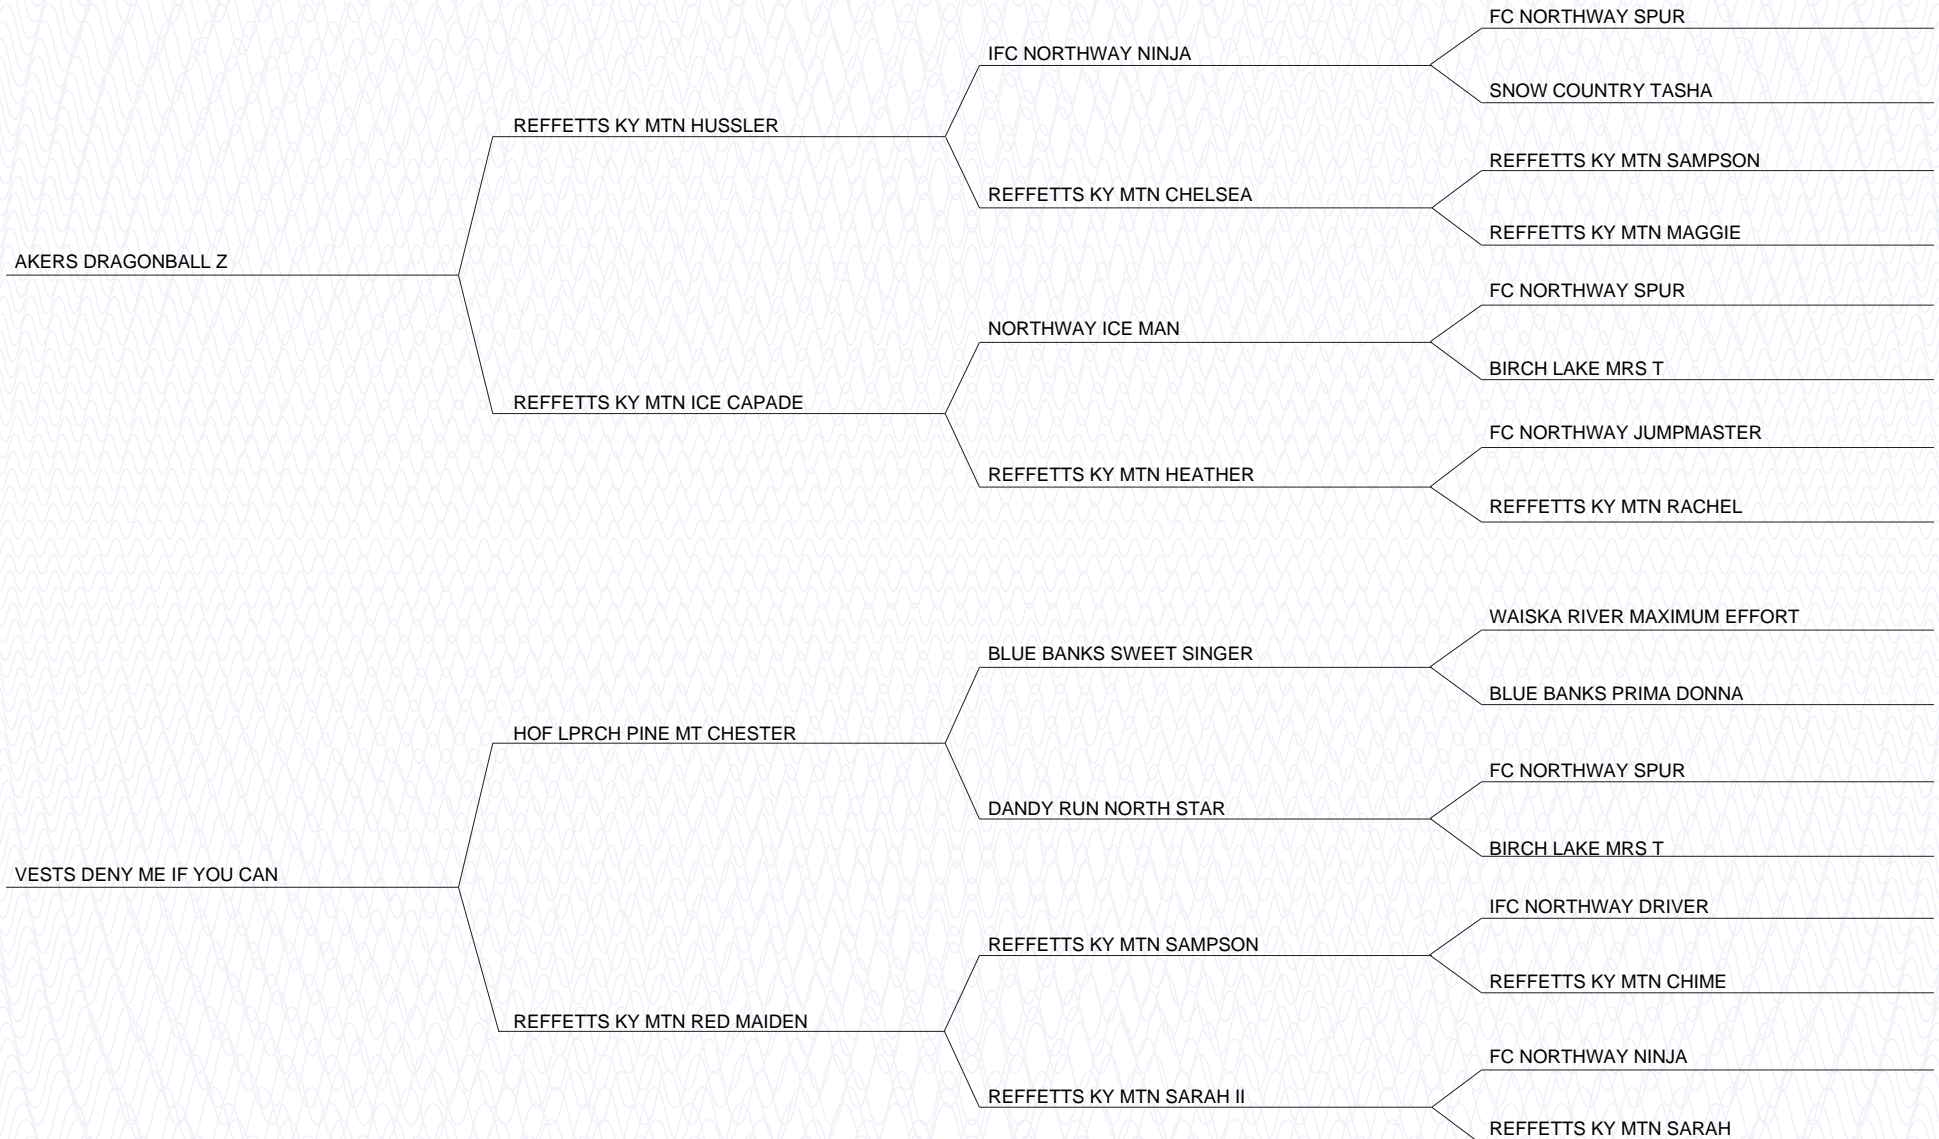 FC NORTHWAY SPUR
IFC NORTHWAY NINJA
SNOW COUNTRY TASHA
REFFETTS KY MTN HUSSLER
REFFETTS KY MTN SAMPSON
REFFETTS KY MTN CHELSEA
REFFETTS KY MTN MAGGIE
AKERS DRAGONBALL Z
FC NORTHWAY SPUR
NORTHWAY ICE MAN
BIRCH LAKE MRS T
REFFETTS KY MTN ICE CAPADE
FC NORTHWAY JUMPMASTER
REFFETTS KY MTN HEATHER
REFFETTS KY MTN RACHEL
WAISKA RIVER MAXIMUM EFFORT
BLUE BANKS SWEET SINGER
BLUE BANKS PRIMA DONNA
HOF LPRCH PINE MT CHESTER
FC NORTHWAY SPUR
DANDY RUN NORTH STAR
BIRCH LAKE MRS T
VESTS DENY ME IF YOU CAN
IFC NORTHWAY DRIVER
REFFETTS KY MTN SAMPSON
REFFETTS KY MTN CHIME
REFFETTS KY MTN RED MAIDEN
FC NORTHWAY NINJA
REFFETTS KY MTN SARAH II
REFFETTS KY MTN SARAH